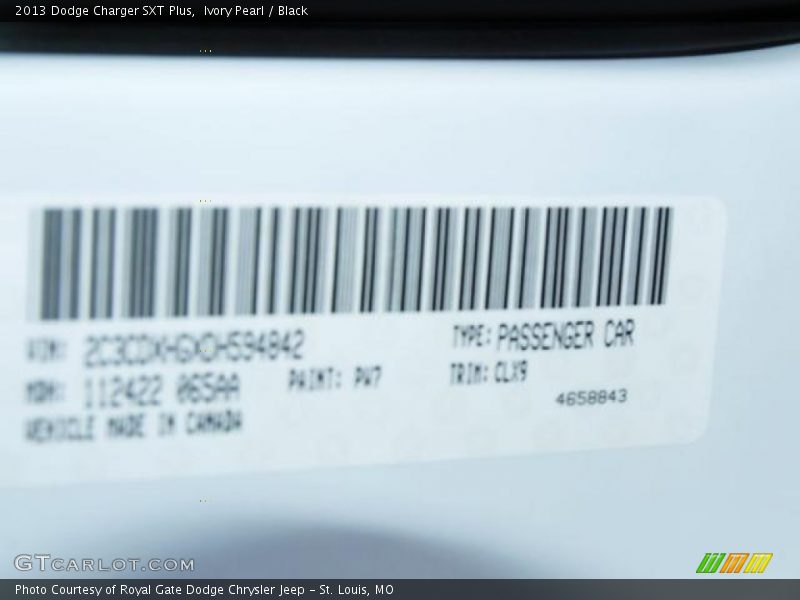 2013 Dodge Charger SXT Plus, Ivory Pearl / Black
VIN: 2C3CDXHGXDH594842 TYPE: PASSENGER CAR
MDH: 112422 065AA PAINT: PW7 TRIM: CLX9
4658843
VEHICLE MADE IN CANADA
GTCARLOT.COM
Photo Courtesy of Royal Gate Dodge Chrysler Jeep - St. Louis, MO